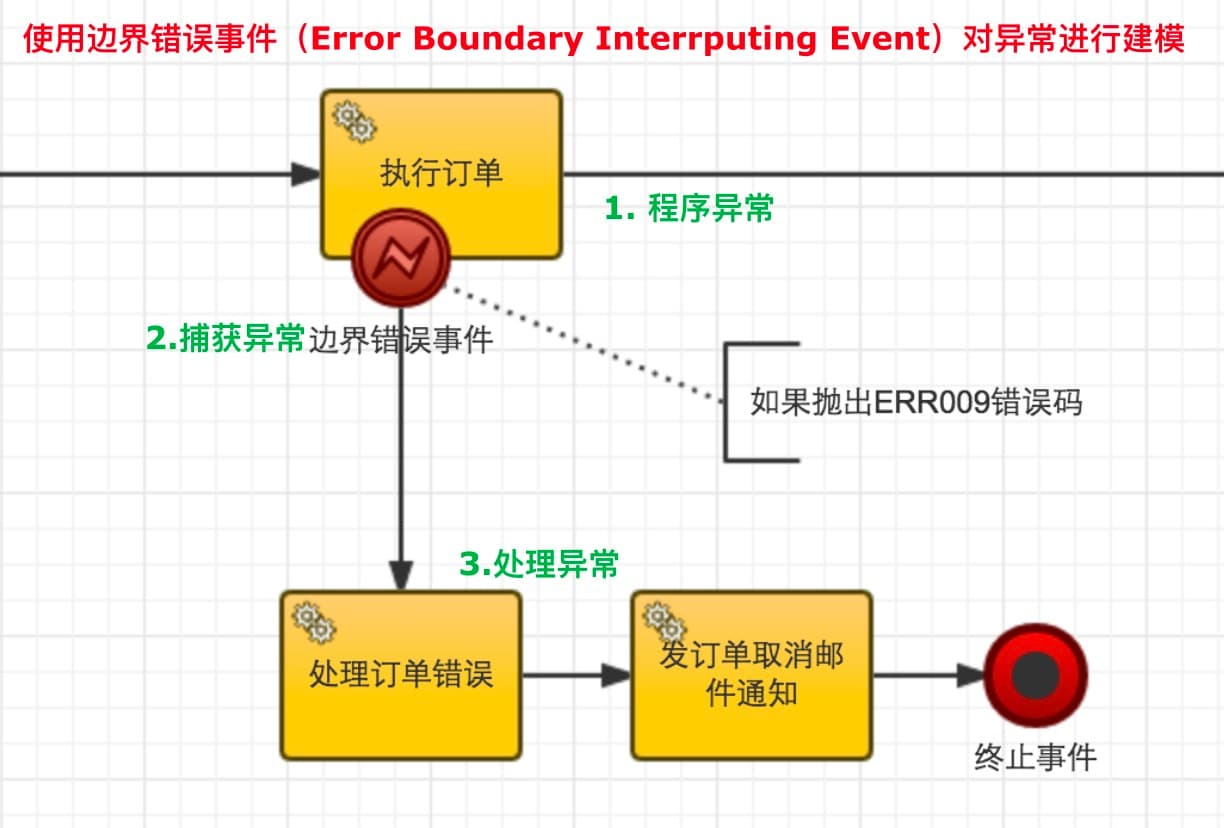 使用边界错误事件（Error Boundary Interrputing Event）对异常进行建模
执行订单
1. 程序异常
2.捕获异常
边界错误事件
如果抛出ERR009错误码
3.处理异常
处理订单错误
发订单取消邮
件通知
终止事件